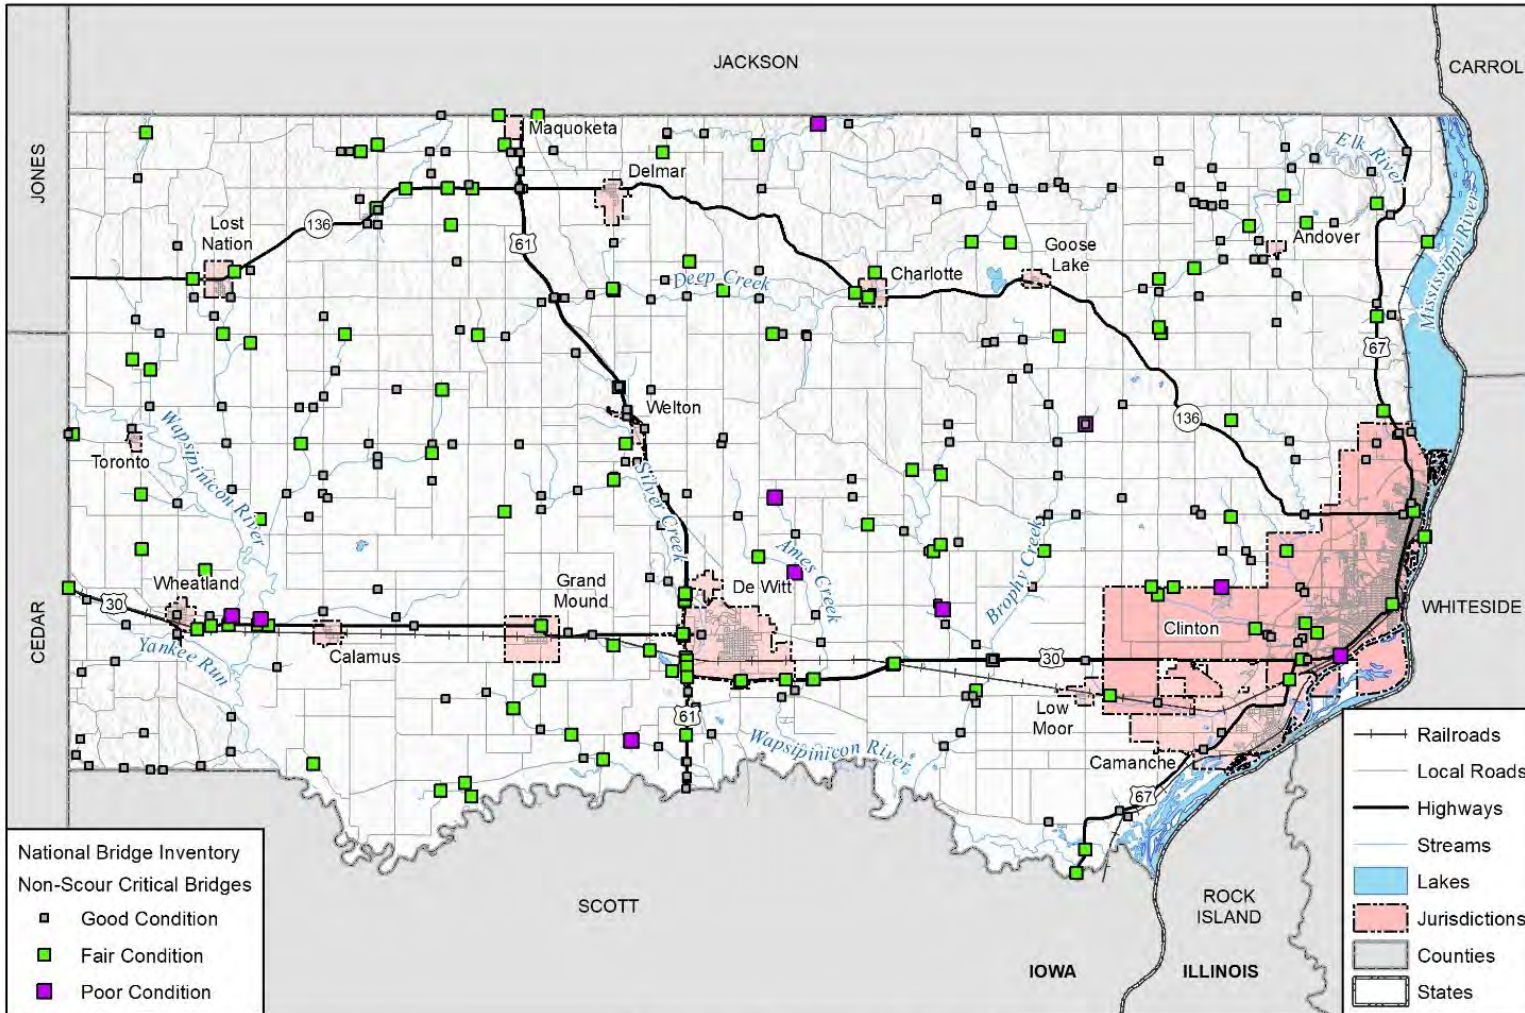 JACKSON
CARROL
JONES
Maquoketa
Elk River
Delmar
Lost
Nation
136
61
Andover
Goose
Lake
Charlotte
Deep Creek
Mississippi River
67
Welton
136
Wapsipinicon River
Toronto
Silver Creek
Ames Creek
Brophy Creek
Wheatland
Grand
Mound
De Witt
30
CEDAR
WHITESIDE
Clinton
Yankee Run
Calamus
30
Low
Moor
61
Wapsipinicon River
Camanche
67
SCOTT
ROCK
ISLAND
IOWA
ILLINOIS
National Bridge Inventory
Non-Scour Critical Bridges
Good Condition
Fair Condition
Poor Condition
Railroads
Local Roads
Highways
Streams
Lakes
Jurisdictions
Counties
States